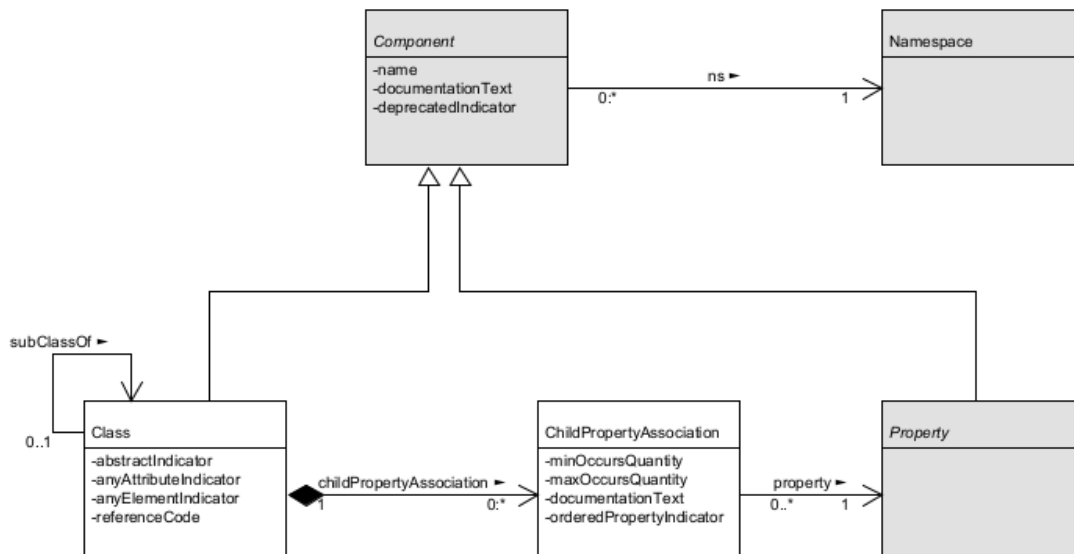 Component
-name
-documentationText
-deprecatedIndicator
Namespace
ns ►
0:*
1
subClassOf ►
0..1
Class
-abstractIndicator
-anyAttributeIndicator
-anyElementIndicator
-referenceCode
childPropertyAssociation ►
1
0:*
ChildPropertyAssociation
-minOccursQuantity
-maxOccursQuantity
-documentationText
-orderedPropertyIndicator
property ►
0..*
1
Property